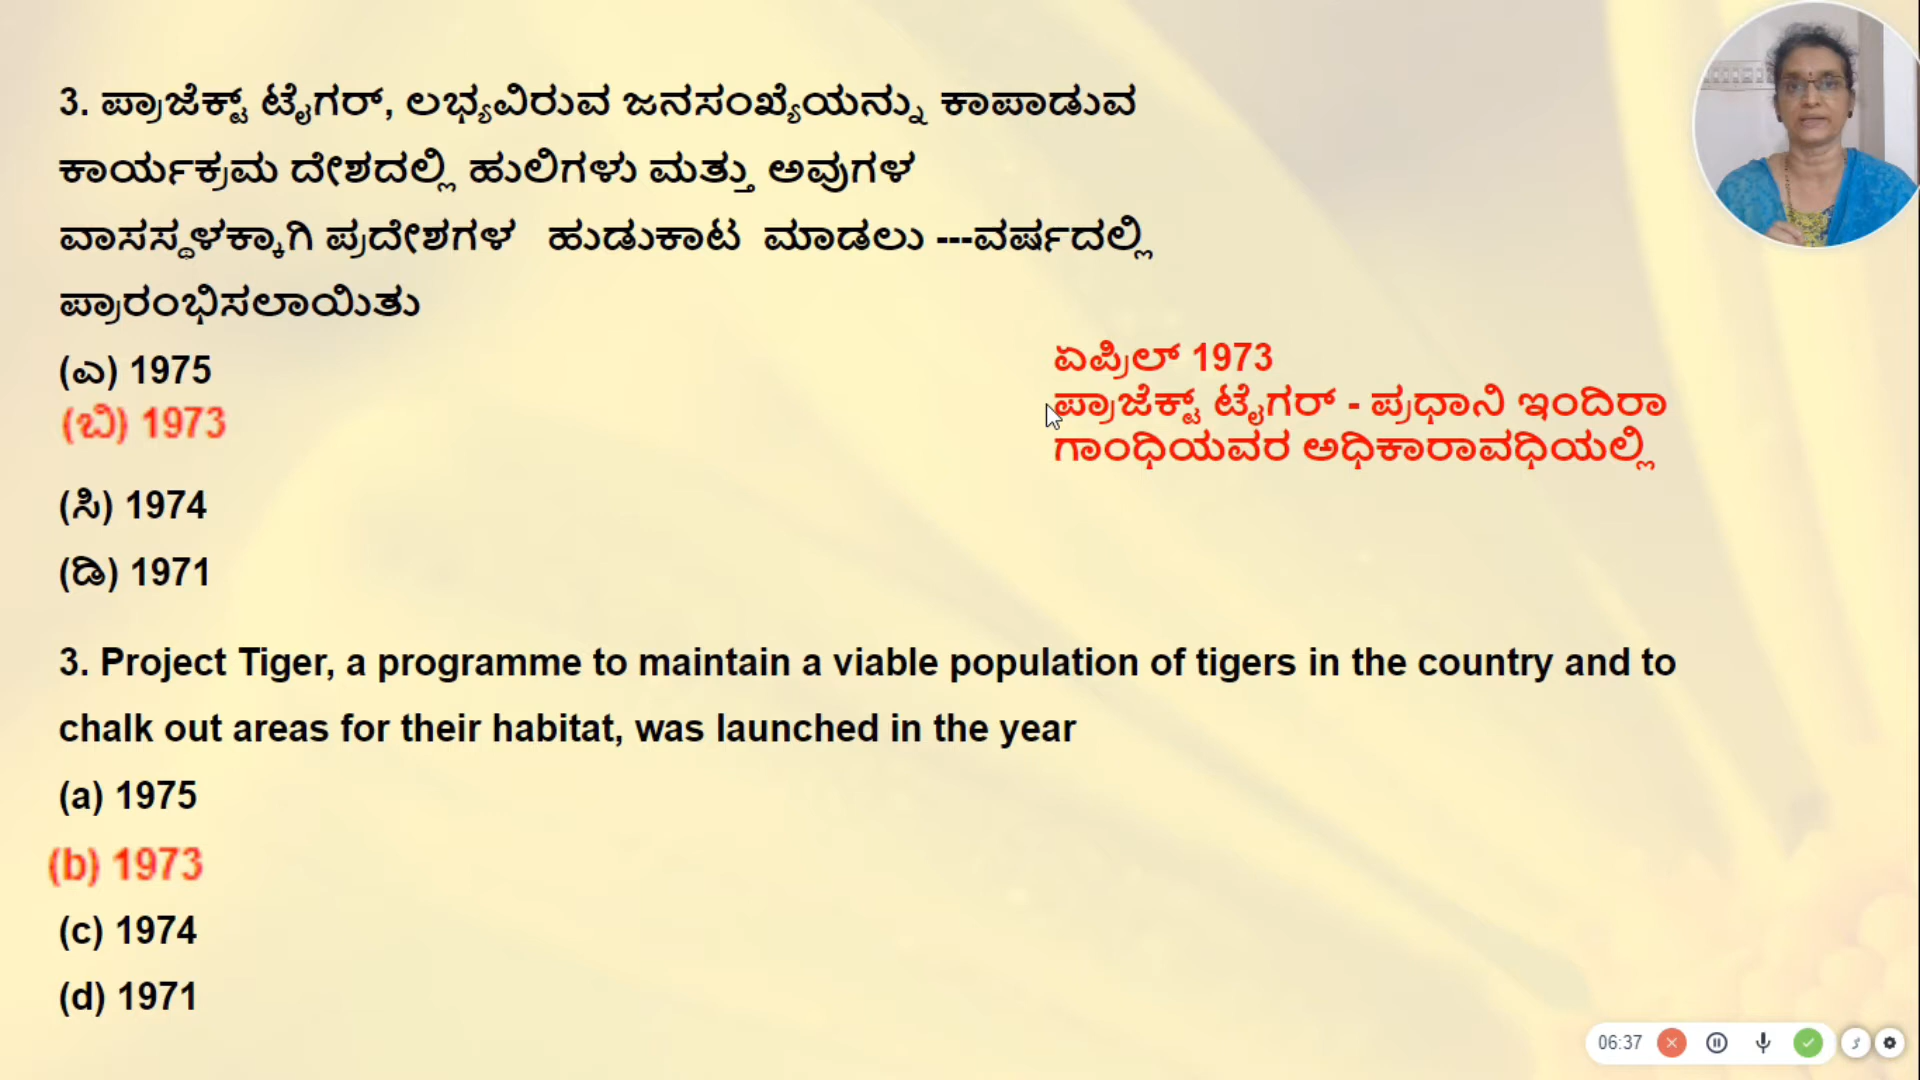 3. ಪ್ರಾಜೆಕ್ಟ್ ಟೈಗರ್, ಲಭ್ಯವಿರುವ ಜನಸಂಖ್ಯೆಯನ್ನು ಕಾಪಾಡುವ
ಕಾರ್ಯಕ್ರಮ ದೇಶದಲ್ಲಿ ಹುಲಿಗಳು ಮತ್ತು ಅವುಗಳ
ವಾಸಸ್ಥಳಕ್ಕಾಗಿ ಪ್ರದೇಶಗಳ ಹುಡುಕಾಟ ಮಾಡಲು ---ವರ್ಷದಲ್ಲಿ
ಪ್ರಾರಂಭಿಸಲಾಯಿತು
(ಎ) 1975
(ಬಿ) 1973
(ಸಿ) 1974
(ಡಿ) 1971
ಏಪ್ರಿಲ್ 1973
ಪ್ರಾಜೆಕ್ಟ್ ಟೈಗರ್ - ಪ್ರಧಾನಿ ಇಂದಿರಾ
ಗಾಂಧಿಯವರ ಅಧಿಕಾರಾವಧಿಯಲ್ಲಿ
3. Project Tiger, a programme to maintain a viable population of tigers in the country and to
chalk out areas for their habitat, was launched in the year
(a) 1975
(b) 1973
(c) 1974
(d) 1971
06:37